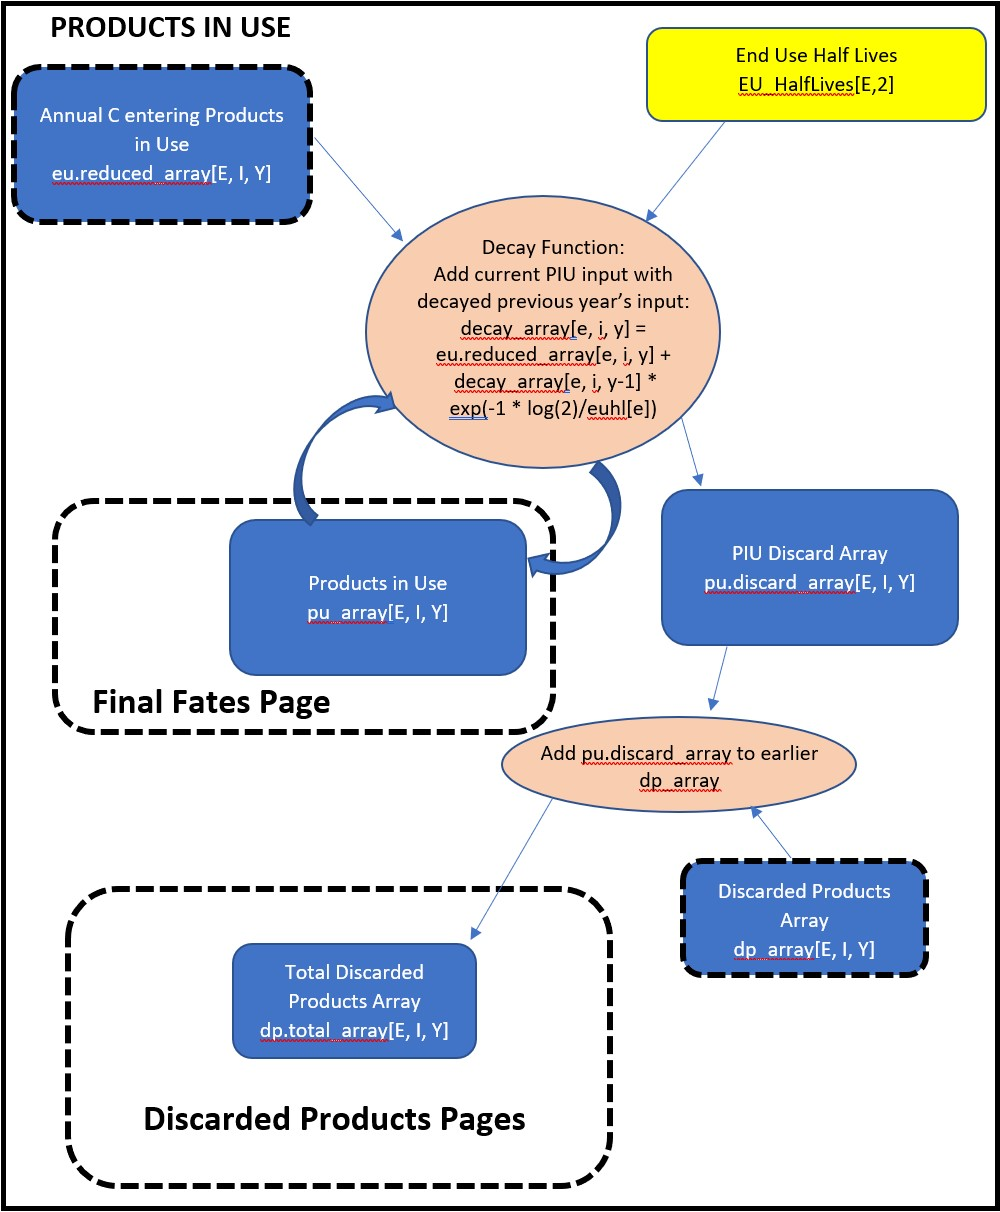 PRODUCTS IN USE
Annual C entering Products
in Use
eu.reduced_array[E, I, Y]
End Use Half Lives
EU_HalfLives[E,2]
Decay Function:
Add current PIU input with
decayed previous year’s input:
decay_array[e, i, y] =
eu.reduced_array[e, i, y] +
decay_array[e, i, y-1] *
exp(-1 * log(2)/euhl[e])
Products in Use
pu_array[E, I, Y]
Final Fates Page
PIU Discard Array
pu.discard_array[E, I, Y]
Add pu.discard_array to earlier
dp_array
Discarded Products
Array
dp_array[E, I, Y]
Total Discarded
Products Array
dp.total_array[E, I, Y]
Discarded Products Pages